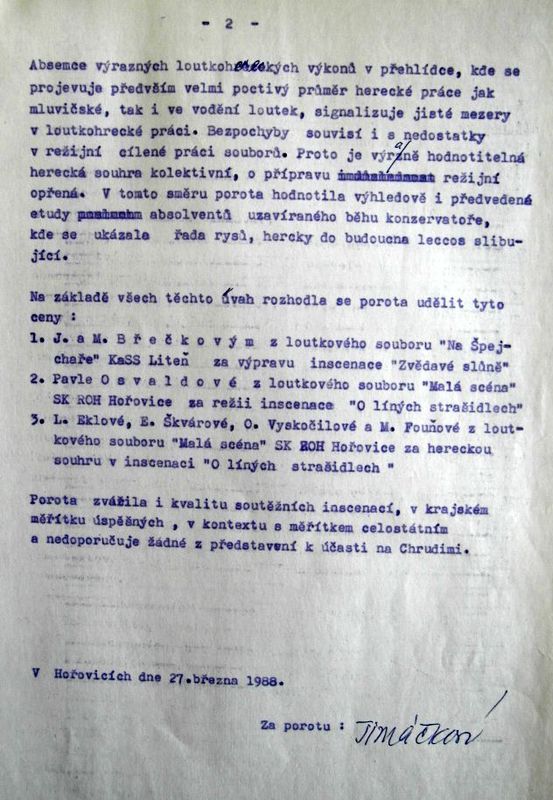 - 2 -
Absence výrazných loutkohereckých výkonů v přehlídce, kde se
projevuje předvším velmi poctivý průměr herecké práce jak
mluvičské, tak i ve vodění loutek, signalizuje jisté mezery
v loutkohrecké práci. Bezpochyby souvisí i s nedostatky
v režijní cílené práci souborů. Proto je výrazně hodnotitelná
herecká souhra kolektivní, o přípravu režijní
opřená. V tomto směru porota hodnotila výhledově i předvedená
etudy absolventů uzavíraného běhu konzervatoře,
kde se ukázala řada rysů, hercky do budoucna leccos slibu-
jící.
Na základě všech těchto úvah rozhodla se porota udělit tyto
ceny :
1. J. a M. B ř e č k o v ý m z loutkového souboru "Na Špej-
chaře" KaSS Liteň za výpravu inscenace "Zvědavé slůně"
2. Pavle O s v a l d o v é z loutkového souboru "Malá scéna"
SK ROH Hořovice za režii inscenace "O líných strašidlech"
3. L. Eklové, E. Škvárové, O. Vyskočilové a M. Fouňové z lout-
kového souboru "Malá scéna" SK ROH Hořovice za hereckou
souhru v inscenaci "O líných strašidlech "
Porota zvážila i kvalitu soutěžních inscenací, v krajském
měřítku úspěšných , v kontextu s měřítkem celostátním
a nedoporučuje žádné z představení k účasti na Chrudimi.
V Hořovicích dne 27.března 1988.
Za porotu :